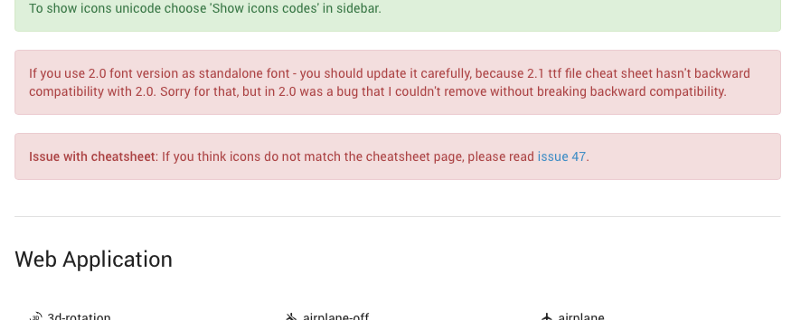 To show icons unicode choose 'Show icons codes' in sidebar.
If you use 2.0 font version as standalone font - you should update it carefully, because 2.1 ttf file cheat sheet hasn't backward
compatibility with 2.0. Sorry for that, but in 2.0 was a bug that I couldn't remove without breaking backward compatibility.
Issue with cheatsheet: If you think icons do not match the cheatsheet page, please read issue 47.
Web Application
3d-rotation airplane-off airplane